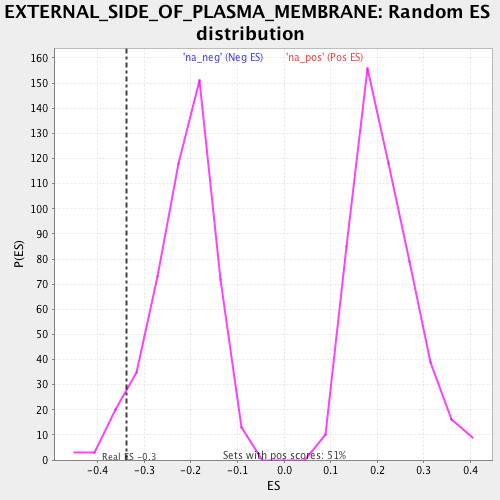 EXTERNAL_SIDE_OF_PLASMA_MEMBRANE: Random ES
distribution
'na_neg' (Neg ES) 'na_pos' (Pos ES)
160
150
140
130
120
110
100
90
80
70
60
50
40
30
20
10
0
P(ES)
Real ES -0.3 Sets with pos scores: 51%
-0.4 -0.3 -0.2 -0.1 0.0 0.1 0.2 0.3 0.4
ES